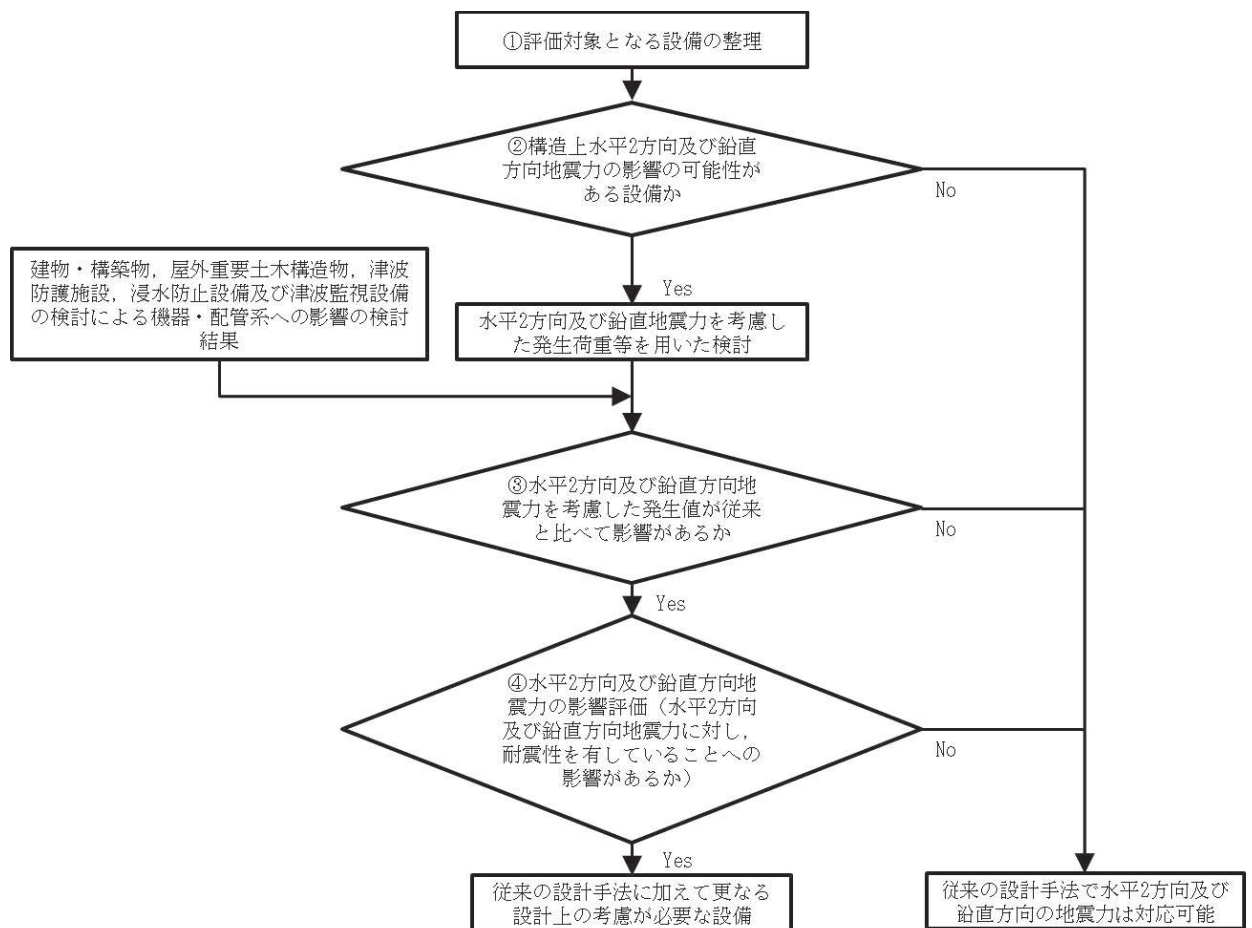 ①評価対象となる設備の整理
②構造上水平2方向及び鉛直
方向地震力の影響の可能性が
ある設備か
No
Yes
建物・構築物，屋外重要土木構造物，津波
防護施設，浸水防止設備及び津波監視設備
の検討による機器・配管系への影響の検討
結果
水平2方向及び鉛直地震力を考慮し
た発生荷重等を用いた検討
③水平2方向及び鉛直方向地
震力を考慮した発生値が従来
と比べて影響があるか
No
Yes
④水平2方向及び鉛直方向地
震力の影響評価（水平2方向
及び鉛直方向地震力に対し，
耐震性を有していることへの
影響があるか）
No
Yes
従来の設計手法に加えて更なる
設計上の考慮が必要な設備
従来の設計手法で水平2方向及び
鉛直方向の地震力は対応可能